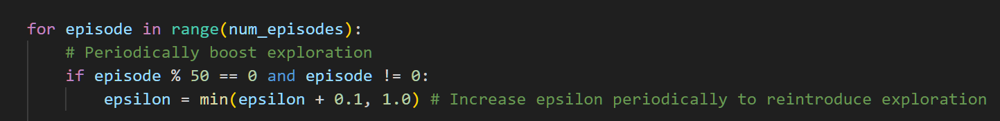 for episode in range(num_episodes):
# Periodically boost exploration
if episode % 50 == 0 and episode != 0:
epsilon = min(epsilon + 0.1, 1.0) # Increase epsilon periodically to reintroduce exploration